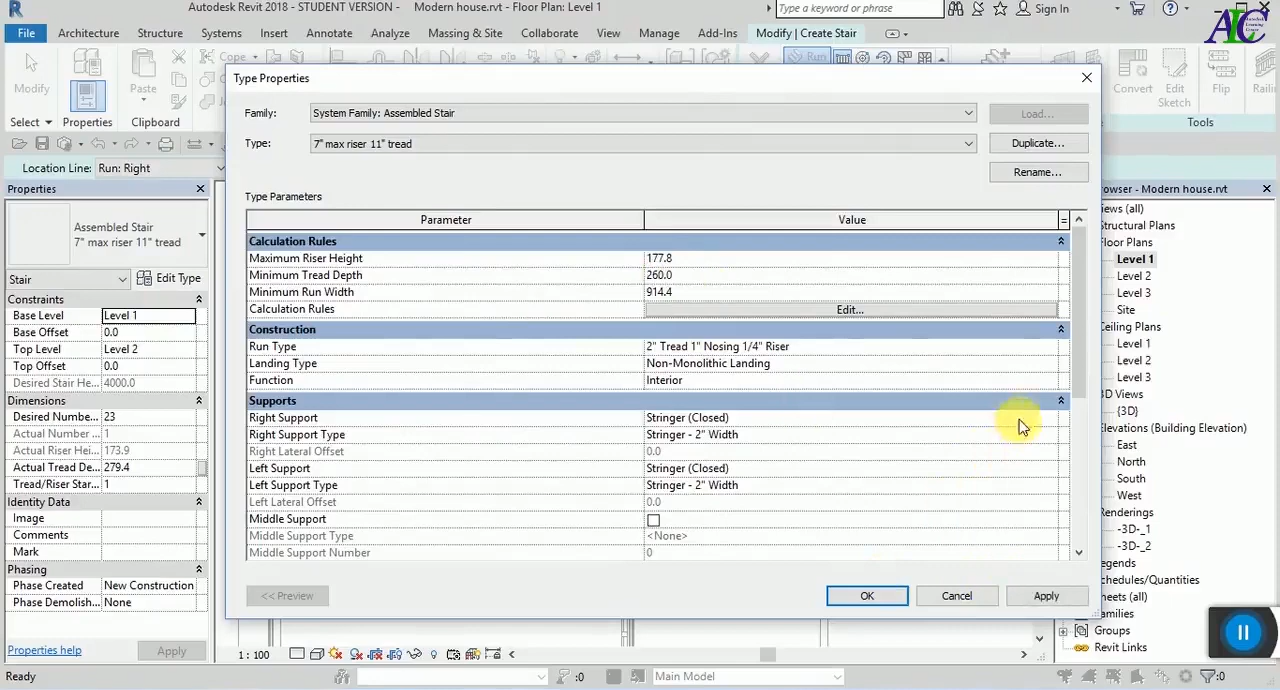 Autodesk Revit 2018 - STUDENT VERSION - Modern house.rvt - Floor Plan: Level 1
Type a keyword or phrase
Sign In
AIC
File Architecture Structure Systems Insert Annotate Analyze Massing & Site Collaborate View Manage Add-Ins Modify | Create Stair
Modify
Paste
Cope
Run
Convert
Edit
Sketch
Flip
Select
Properties
Clipboard
Tools
Location Line: Run: Right
Properties
Assembled Stair
7" max riser 11" tread
Stair
Edit Type
Constraints
Base Level Level 1
Base Offset 0.0
Top Level Level 2
Top Offset 0.0
Desired Stair He... 4000.0
Dimensions
Desired Numbe... 23
Actual Number ... 1
Actual Riser Hei... 173.9
Actual Tread De... 279.4
Tread/Riser Star... 1
Identity Data
Image
Comments
Mark
Phasing
Phase Created New Construction
Phase Demolish... None
Properties help
Apply
Type Properties
Family: System Family: Assembled Stair
Load...
Type: 7" max riser 11" tread
Duplicate...
Rename...
Type Parameters
Parameter Value =
Calculation Rules
Maximum Riser Height 177.8
Minimum Tread Depth 260.0
Minimum Run Width 914.4
Calculation Rules Edit...
Construction
Run Type 2" Tread 1" Nosing 1/4" Riser
Landing Type Non-Monolithic Landing
Function Interior
Supports
Right Support Stringer (Closed)
Right Support Type Stringer - 2" Width
Right Lateral Offset 0.0
Left Support Stringer (Closed)
Left Support Type Stringer - 2" Width
Left Lateral Offset 0.0
Middle Support
Middle Support Type <None>
Middle Support Number 0
<< Preview
OK
Cancel
Apply
owser - Modern house.rvt
iews (all)
tructural Plans
loor Plans
Level 1
Level 2
Level 3
Site
eiling Plans
Level 1
Level 2
Level 3
D Views
{3D}
levations (Building Elevation)
East
North
South
West
enderings
-3D-_1
-3D-_2
egends
chedules/Quantities
heets (all)
amilies
Groups
Revit Links
1 : 100
Ready
:0
Main Model
:0